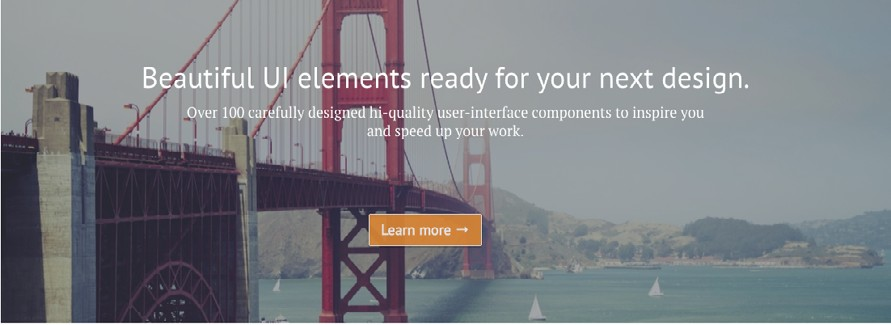 Beautiful UI elements ready for your next design.
Over 100 carefully designed hi-quality user-interface components to inspire you
and speed up your work.
Learn more →